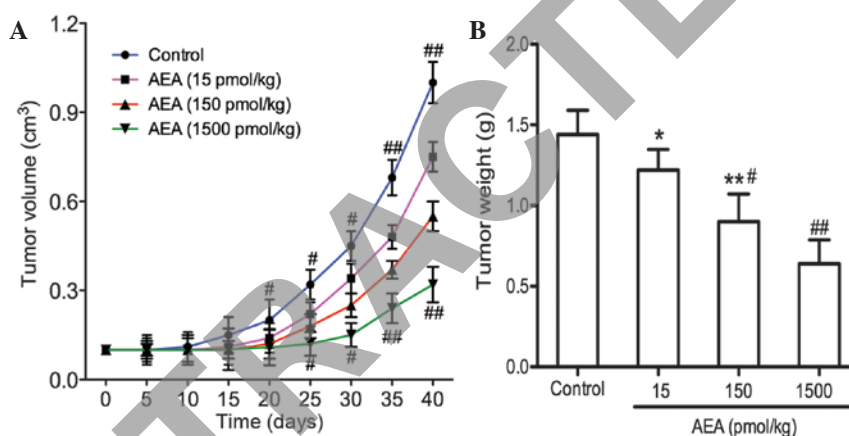 A
Tumor volume (cm³)
1.2
0.9
0.6
0.3
0.0
Control
AEA (15 pmol/kg)
AEA (150 pmol/kg)
AEA (1500 pmol/kg)
##
##
#
#
#
##
##
#
#
0 5 10 15 20 25 30 35 40
Time (days)
B
Tumor weight (g)
2.0
1.5
1.0
0.5
0.0
*
**#
##
Control 15 150 1500
AEA (pmol/kg)
TRACTE